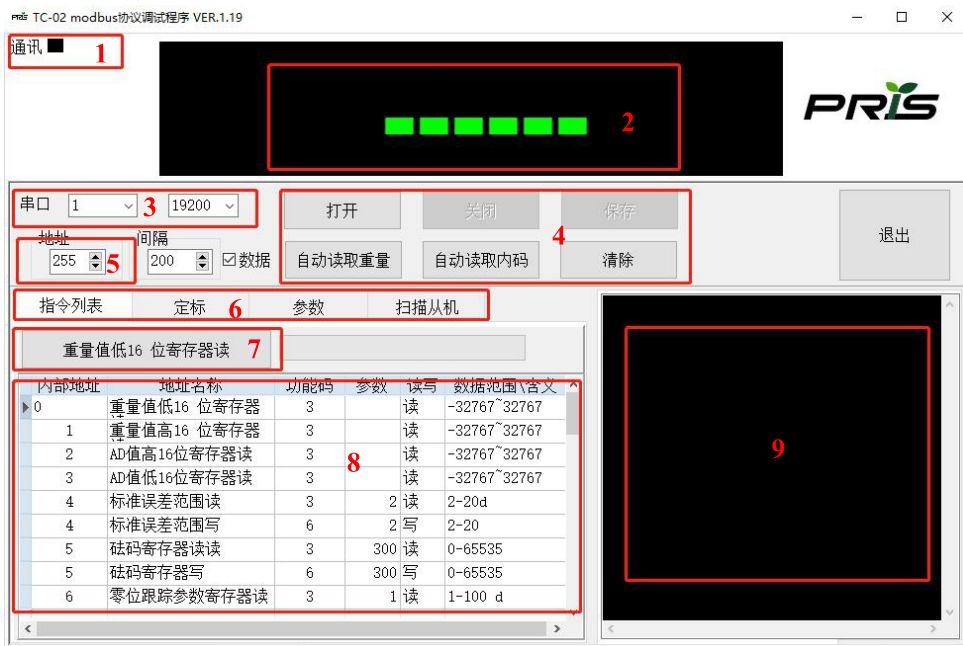 PRIS TC-02 modbus协议调试程序 VER.1.19
通讯 1
2
PRIS
串口 1 3 19200 打开 关闭 保存
4
退出
地址 间隔
255 5 200 数据 自动读取重量 自动读取内码 清除
指令列表 定标 6 参数 扫描从机
重量值低16 位寄存器读 7
内部地址 地址名称 功能码 参数 读写 数据范围\含义
0 重量值低16 位寄存器 3 读 -32767~32767
1 重量值高16 位寄存器 3 读 -32767~32767
2 AD值高16位寄存器读 3 读 -32767~32767
3 AD值低16位寄存器读 3 读 -32767~32767
8
4 标准误差范围读 3 2 读 2-20d
4 标准误差范围写 6 2 写 2-20
5 砝码寄存器读读 3 300 读 0-65535
5 砝码寄存器写 6 300 写 0-65535
6 零位跟踪参数寄存器读 3 1 读 1-100 d
9